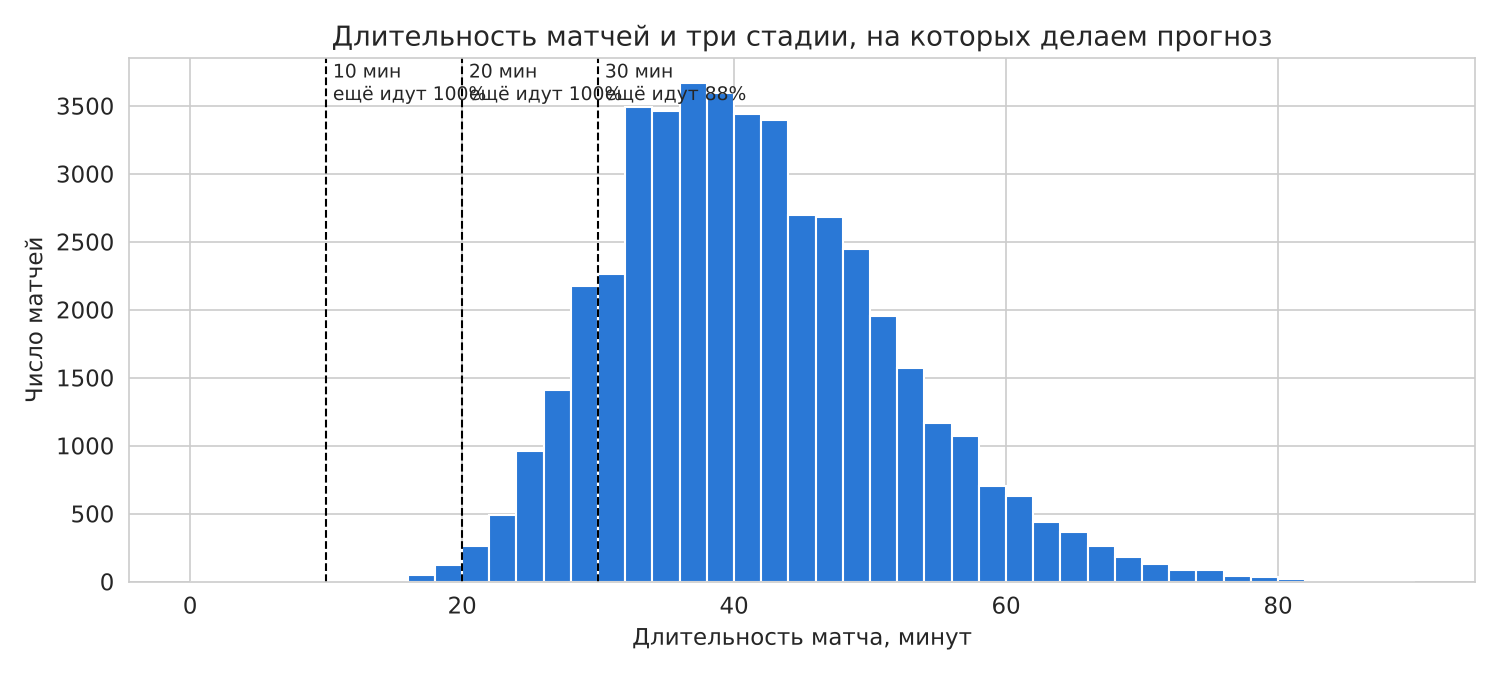 Длительность матчей и три стадии, на которых делаем прогноз
10 мин
ещё идут 100%
20 мин
ещё идут 100%
30 мин
ещё идут 88%
Число матчей
3500
3000
2500
2000
1500
1000
500
0
0 20 40 60 80
Длительность матча, минут